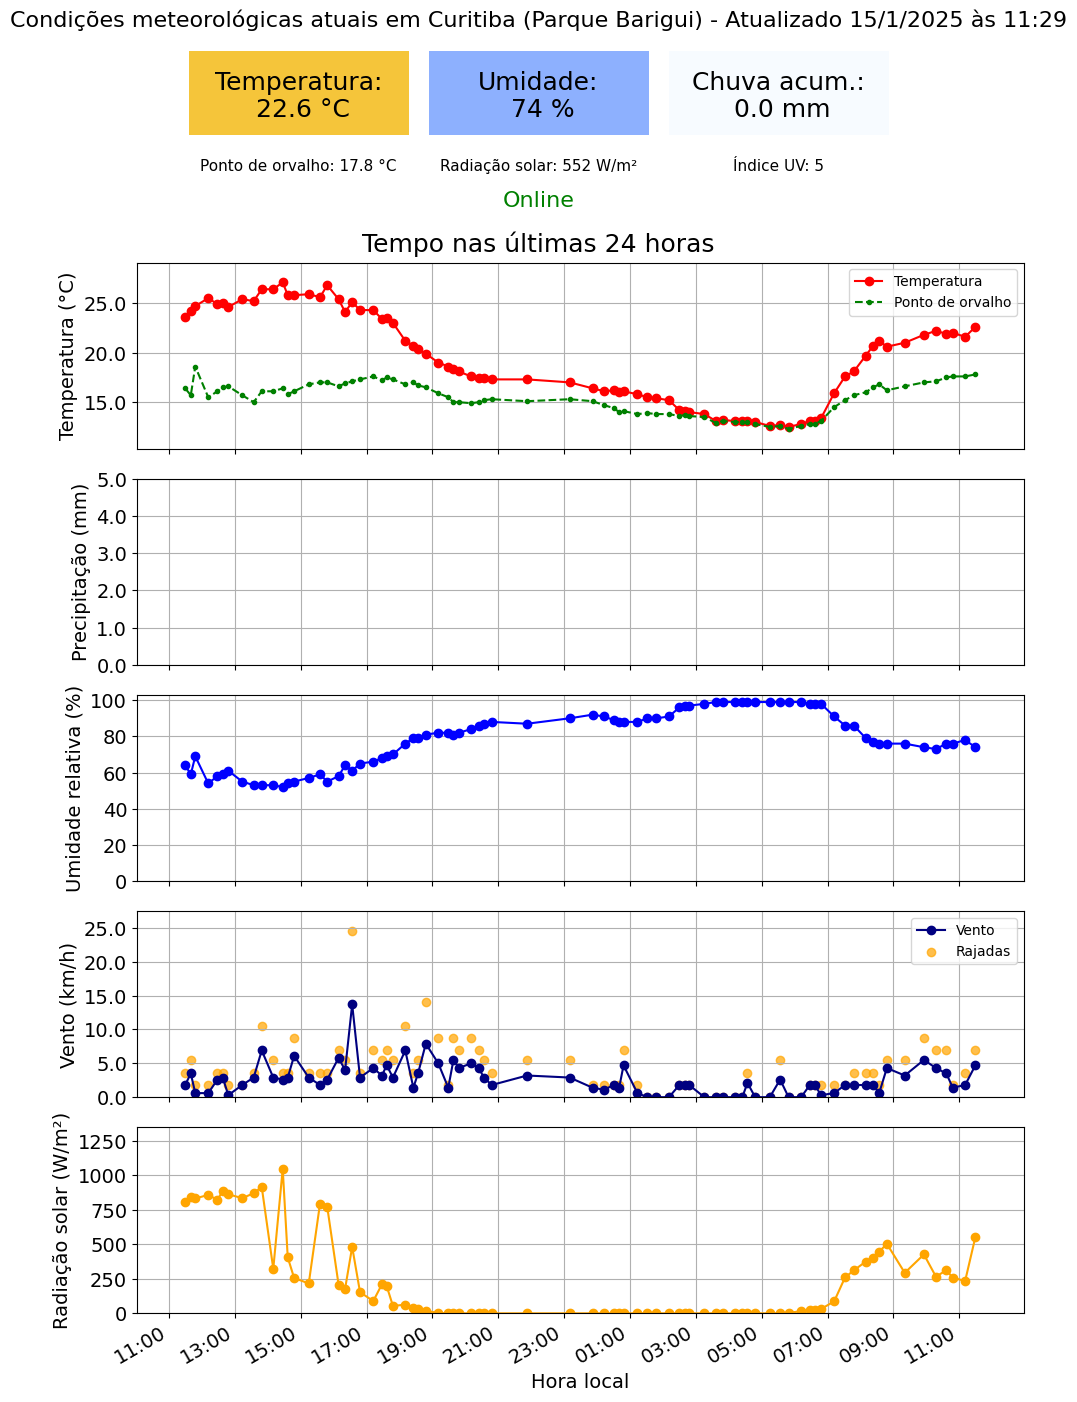 Condições meteorológicas atuais em Curitiba (Parque Barigui) - Atualizado 15/1/2025 às 11:29
Temperatura:
22.6 °C
Umidade:
74 %
Chuva acum.:
0.0 mm
Ponto de orvalho: 17.8 °C
Radiação solar: 552 W/m²
Índice UV: 5
Online
Tempo nas últimas 24 horas
Temperatura (°C)
25.0
20.0
15.0
Temperatura
Ponto de orvalho
Precipitação (mm)
5.0
4.0
3.0
2.0
1.0
0.0
Umidade relativa (%)
100
80
60
40
20
0
Vento (km/h)
25.0
20.0
15.0
10.0
5.0
0.0
Vento
Rajadas
Radiação solar (W/m²)
1250
1000
750
500
250
0
11:00
13:00
15:00
17:00
19:00
21:00
23:00
01:00
03:00
05:00
07:00
09:00
11:00
Hora local